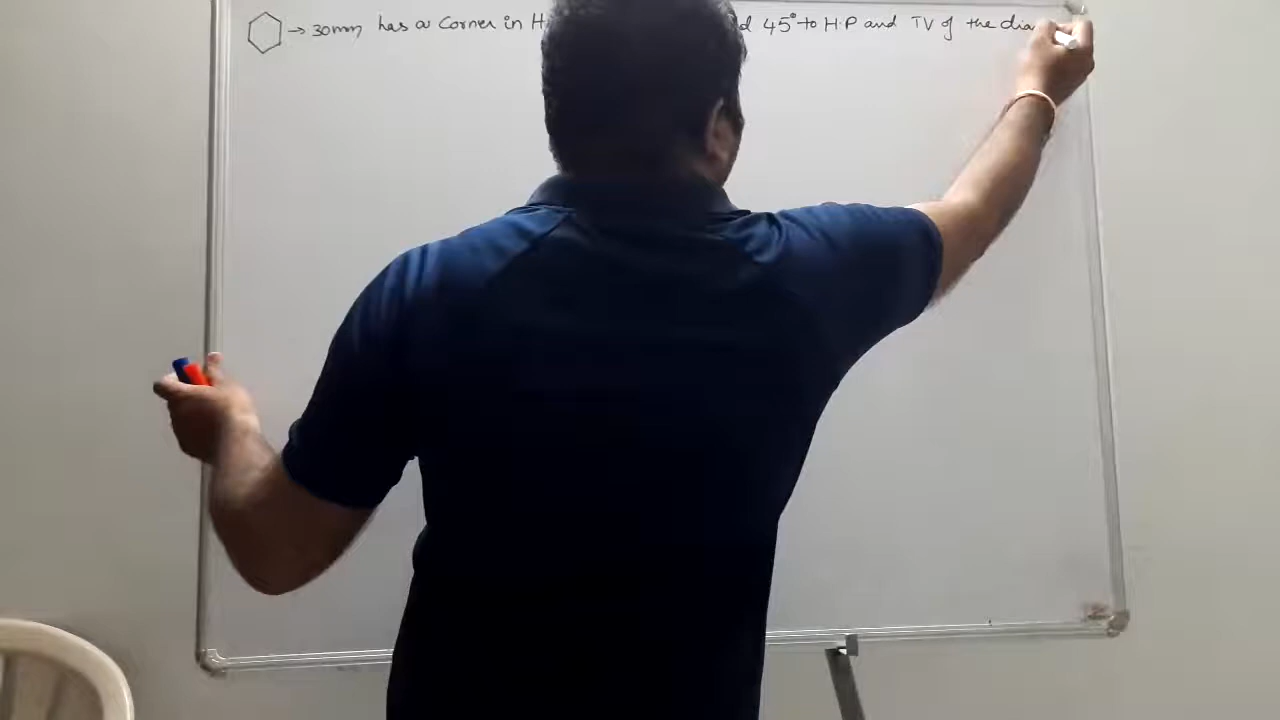 → 30mm has a corner in H 45° to H.P and TV of the dia